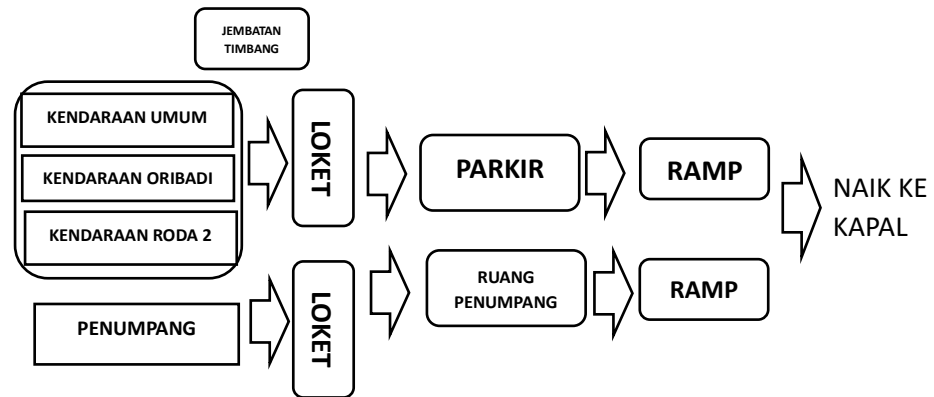 JEMBATAN
TIMBANG
KENDARAAN UMUM
KENDARAAN ORIBADI
KENDARAAN RODA 2
LOKET
PARKIR
RAMP
NAIK KE
KAPAL
PENUMPANG
LOKET
RUANG
PENUMPANG
RAMP